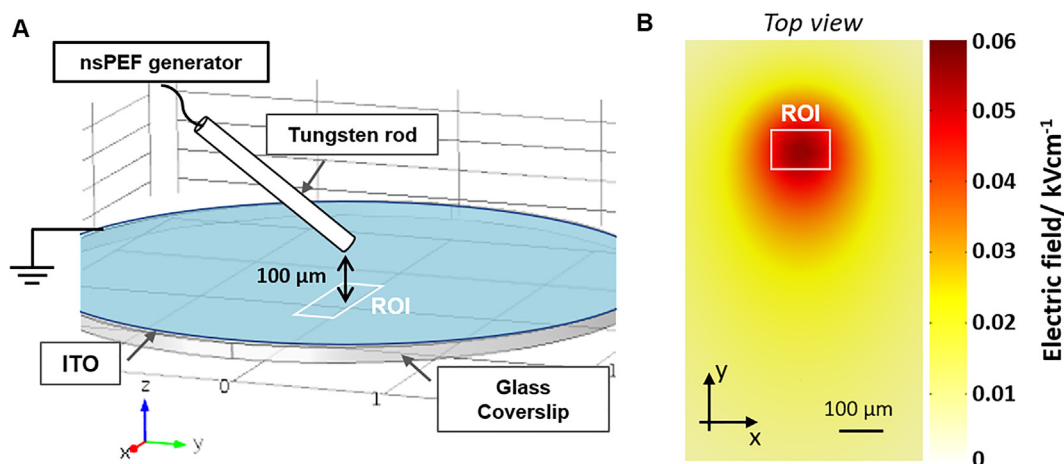 A
nsPEF generator
Tungsten rod
100 µm
ROI
ITO
Glass
Coverslip
0
1
1
z
y
x
B
Top view
ROI
y
x
100 µm
0.06
0.05
0.04
0.03
0.02
0.01
0
Electric field/ kVcm⁻¹